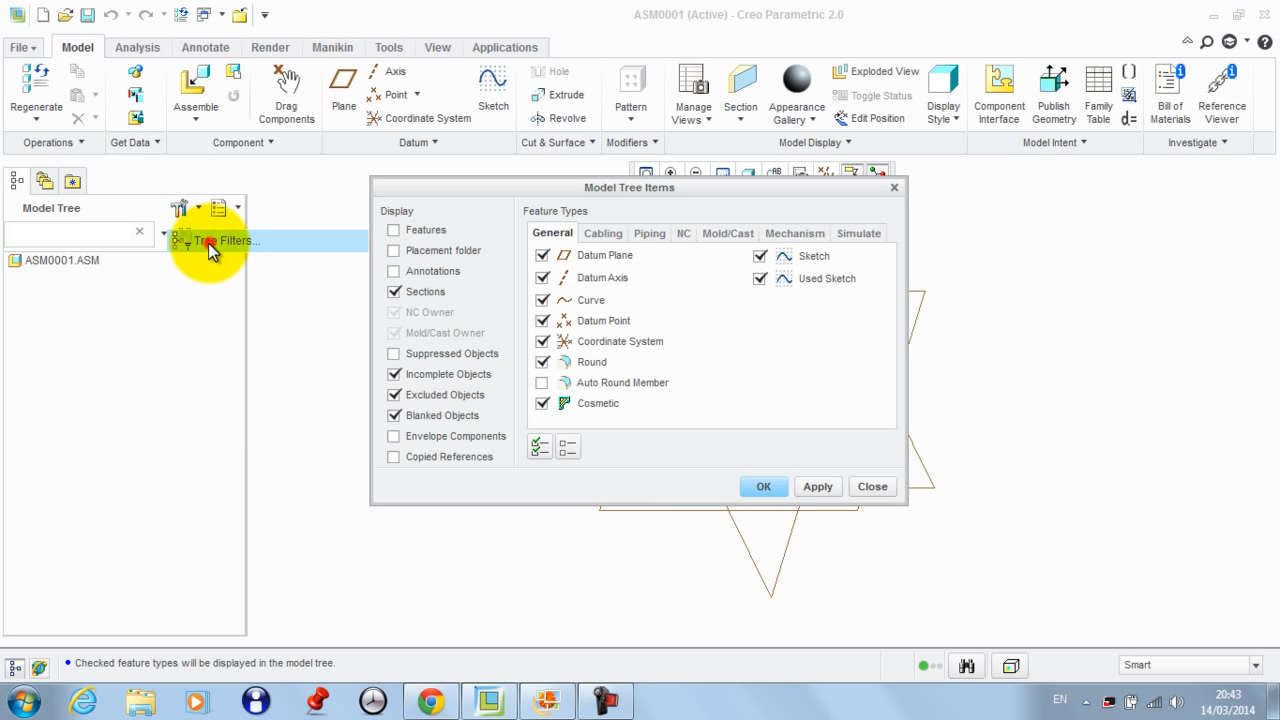 ASM0001 (Active) - Creo Parametric 2.0
File
Model
Analysis
Annotate
Render
Manikin
Tools
View
Applications
Regenerate
Operations
Get Data
Assemble
Drag
Components
Component
Plane
Axis
Point
Coordinate System
Sketch
Datum
Hole
Extrude
Revolve
Cut & Surface
Pattern
Modifiers
Manage
Views
Section
Appearance
Gallery
Exploded View
Toggle Status
Edit Position
Display
Style
Model Display
Component
Interface
Publish
Geometry
Family
Table
d=
Model Intent
Bill of
Materials
Reference
Viewer
Investigate
Model Tree
Tree Filters...
ASM0001.ASM
Model Tree Items
Display
Features
Placement folder
Annotations
Sections
NC Owner
Mold/Cast Owner
Suppressed Objects
Incomplete Objects
Excluded Objects
Blanked Objects
Envelope Components
Copied References
Feature Types
General
Cabling
Piping
NC
Mold/Cast
Mechanism
Simulate
Datum Plane
Datum Axis
Curve
Datum Point
Coordinate System
Round
Auto Round Member
Cosmetic
Sketch
Used Sketch
OK
Apply
Close
Checked feature types will be displayed in the model tree.
Smart
EN
20:43
14/03/2014